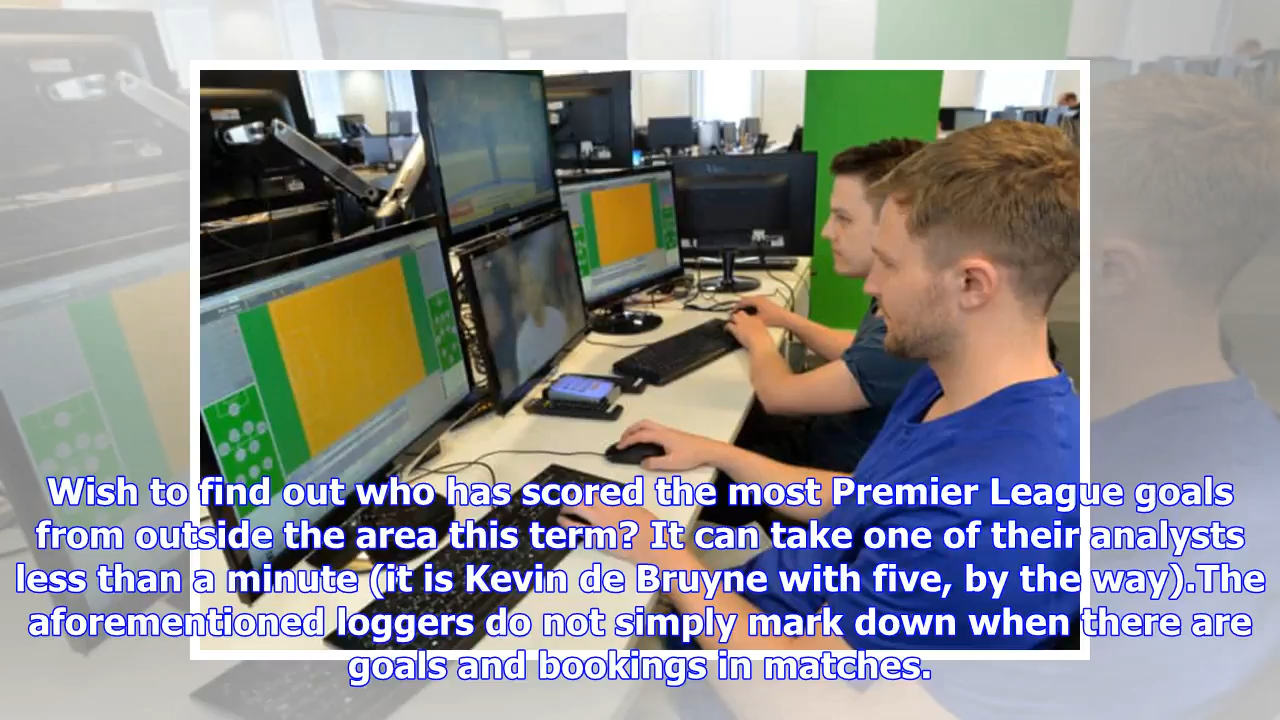 Wish to find out who has scored the most Premier League goals
from outside the area this term? It can take one of their analysts
less than a minute (it is Kevin de Bruyne with five, by the way).The
aforementioned loggers do not simply mark down when there are
goals and bookings in matches.